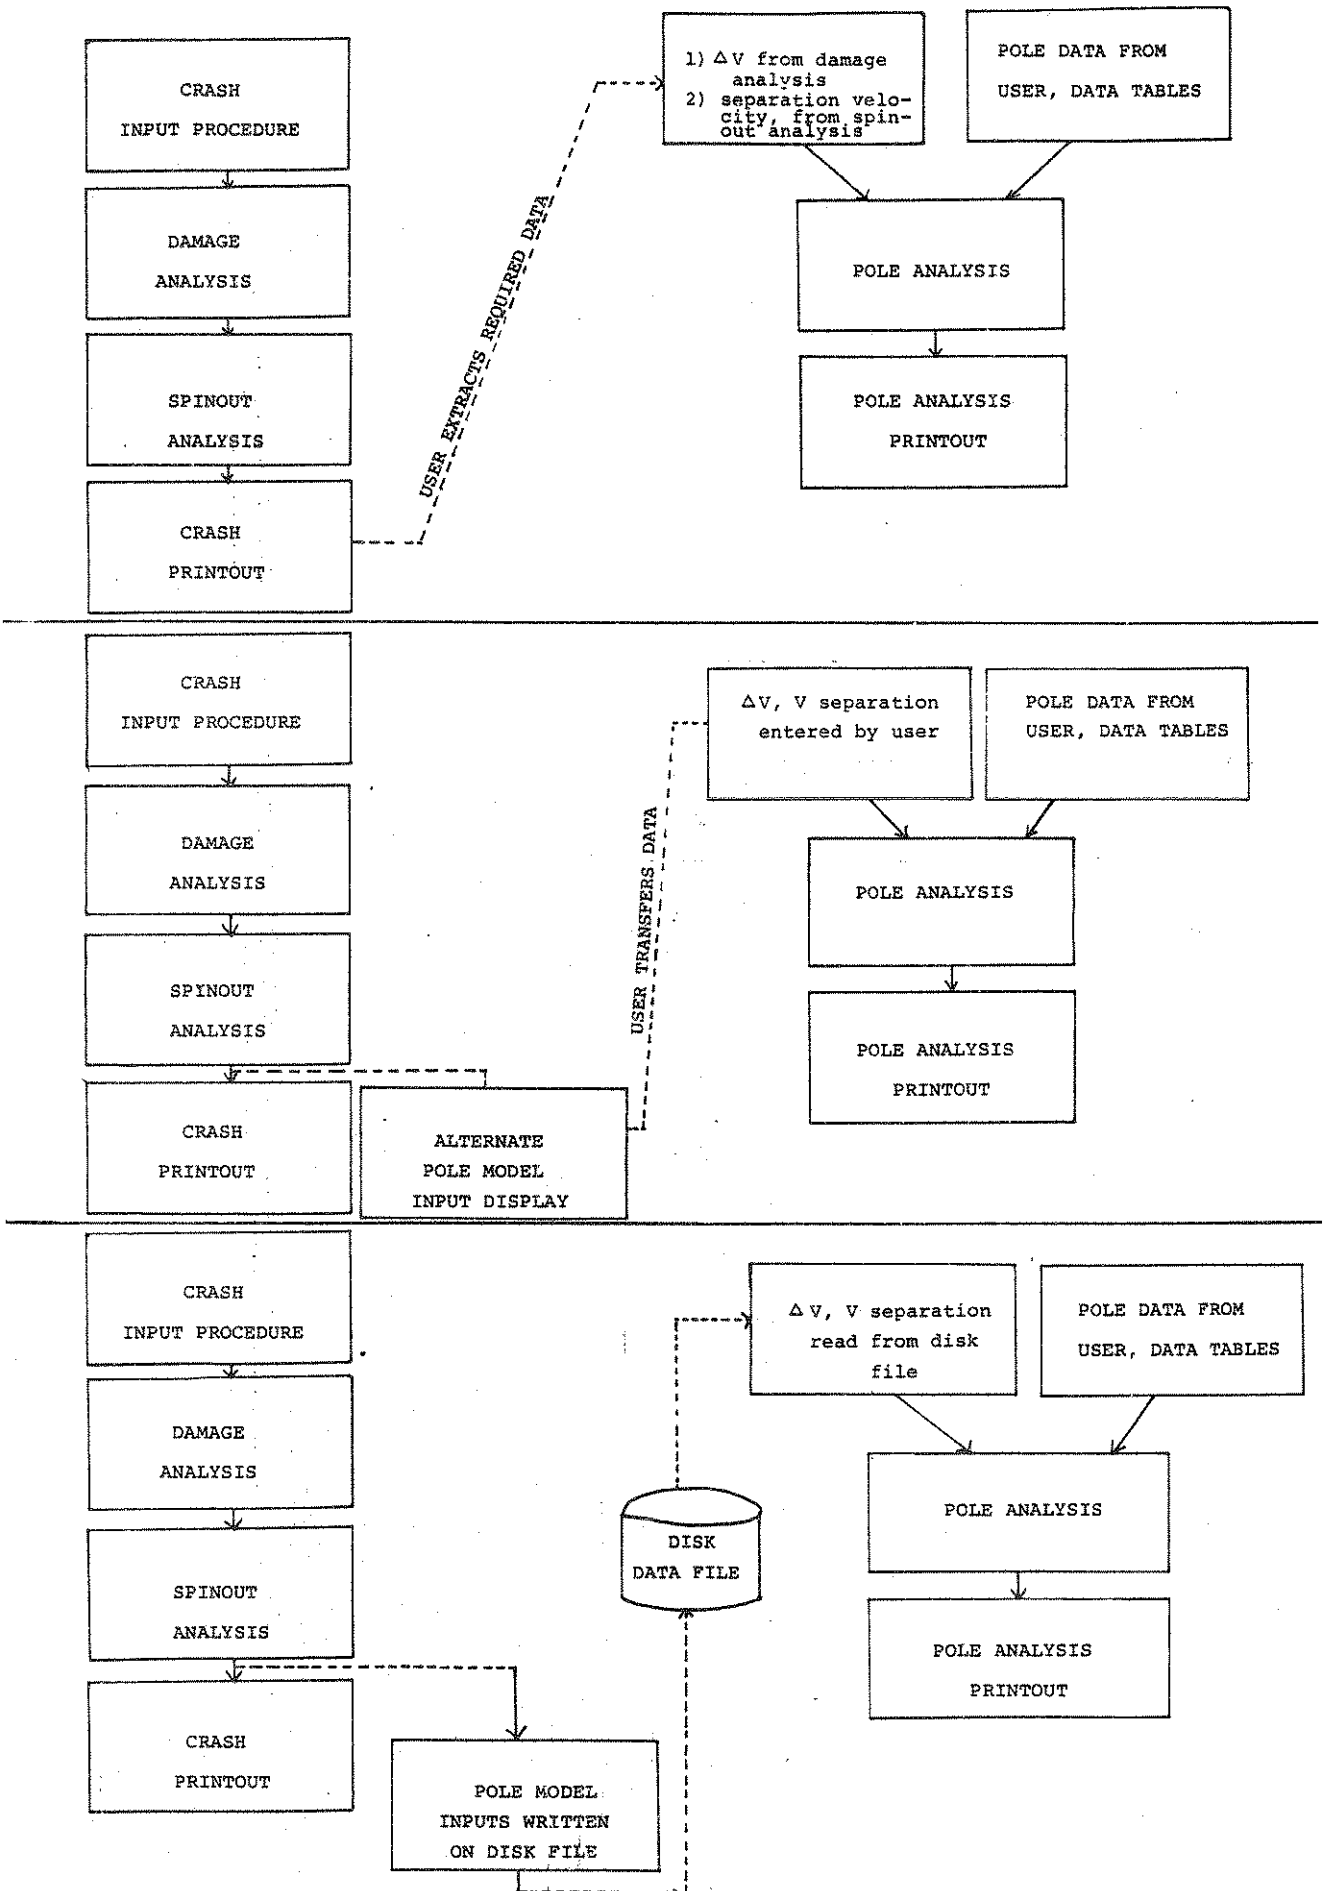 CRASH
INPUT PROCEDURE
DAMAGE
ANALYSIS
SPINOUT
ANALYSIS
CRASH
PRINTOUT
USER EXTRACTS REQUIRED DATA
1) ΔV from damage
analysis
2) separation velo-
city, from spin-
out analysis
POLE DATA FROM
USER, DATA TABLES
POLE ANALYSIS
POLE ANALYSIS
PRINTOUT
CRASH
INPUT PROCEDURE
DAMAGE
ANALYSIS
SPINOUT
ANALYSIS
CRASH
PRINTOUT
ALTERNATE
POLE MODEL
INPUT DISPLAY
USER TRANSFERS DATA
ΔV, V separation
entered by user
POLE DATA FROM
USER, DATA TABLES
POLE ANALYSIS
POLE ANALYSIS
PRINTOUT
CRASH
INPUT PROCEDURE
DAMAGE
ANALYSIS
SPINOUT
ANALYSIS
CRASH
PRINTOUT
POLE MODEL
INPUTS WRITTEN
ON DISK FILE
DISK
DATA FILE
ΔV, V separation
read from disk
file
POLE DATA FROM
USER, DATA TABLES
POLE ANALYSIS
POLE ANALYSIS
PRINTOUT